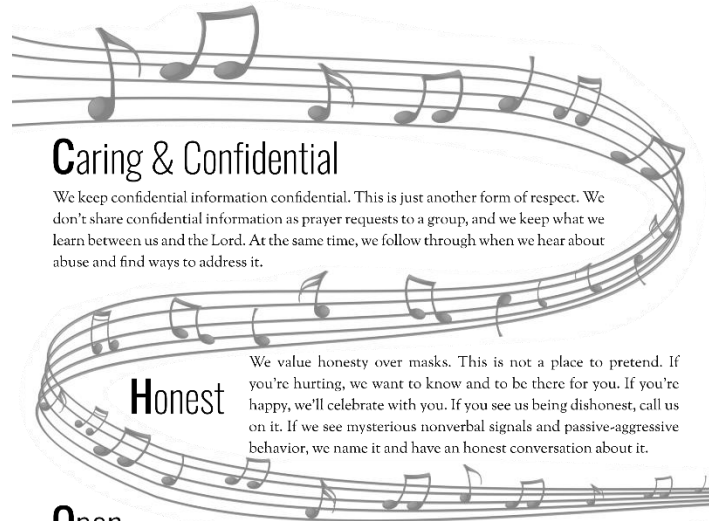 Caring & Confidential
We keep confidential information confidential. This is just another form of respect. We
don't share confidential information as prayer requests to a group, and we keep what we
learn between us and the Lord. At the same time, we follow through when we hear about
abuse and find ways to address it.
Honest
We value honesty over masks. This is not a place to pretend. If
you're hurting, we want to know and to be there for you. If you're
happy, we'll celebrate with you. If you see us being dishonest, call us
on it. If we see mysterious nonverbal signals and passive-aggressive
behavior, we name it and have an honest conversation about it.
Open